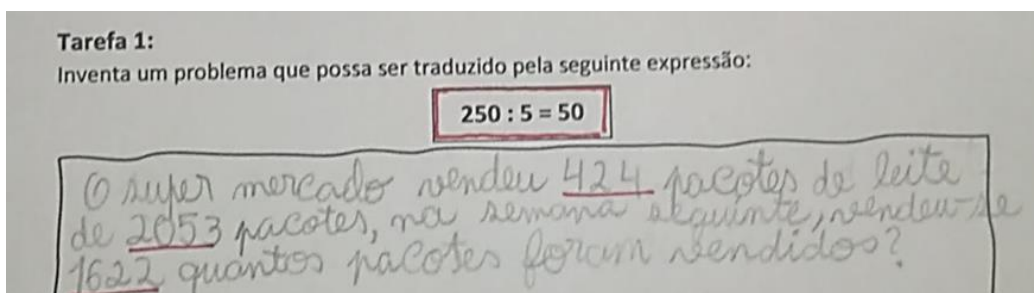 Tarefa 1:
Inventa um problema que possa ser traduzido pela seguinte expressão:
250 : 5 = 50
O super mercado vendeu 424 pacotes de leite
de 2053 pacotes, na semana seguinte, vendeu-se
1622 quantos pacotes foram vendidos?